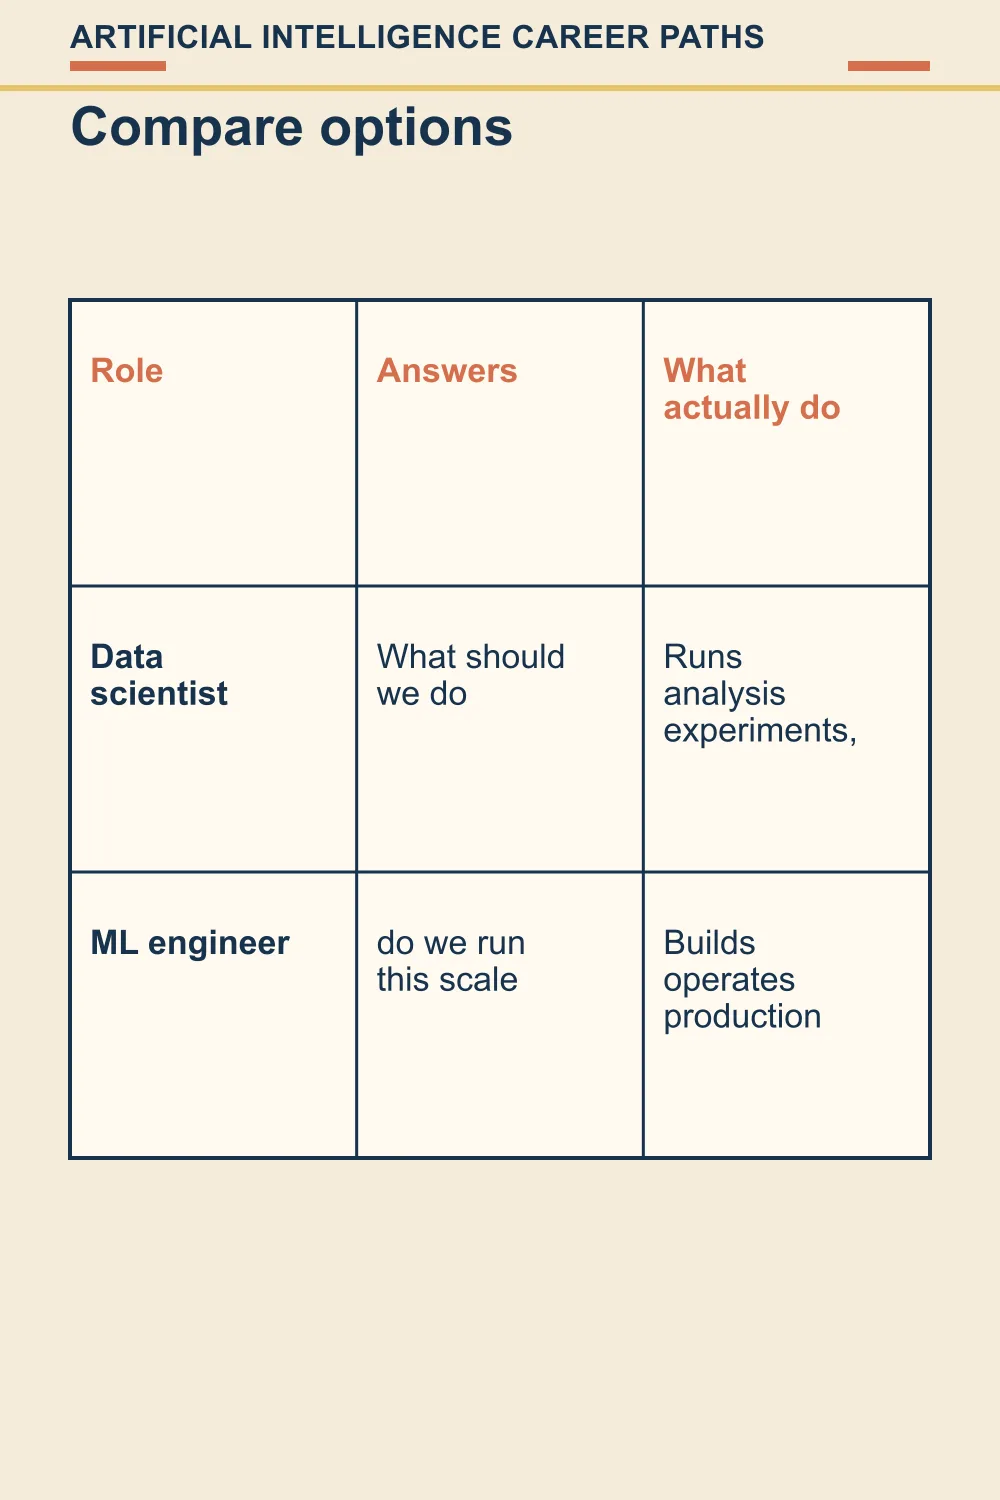 ARTIFICIAL INTELLIGENCE CAREER PATHS
Compare options
Role
Answers
What
actually do
Data
scientist
What should
we do
Runs
analysis
experiments,
ML engineer
do we run
this scale
Builds
operates
production